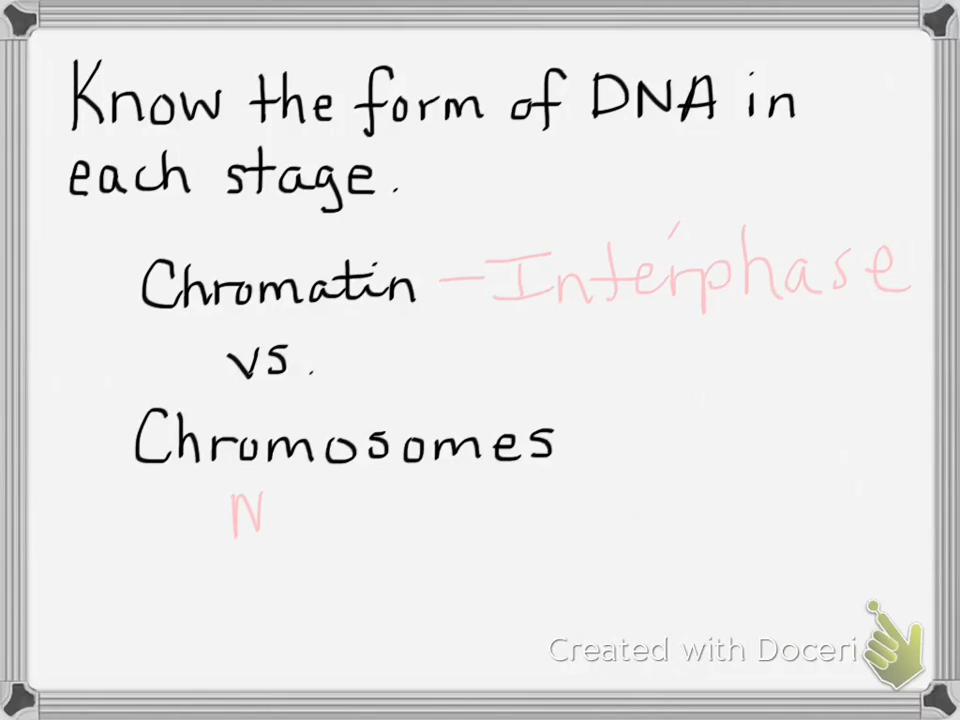 Know the form of DNA in
each stage.
Chromatin - Interphase
vs.
Chromosomes
N
Created with Doceri